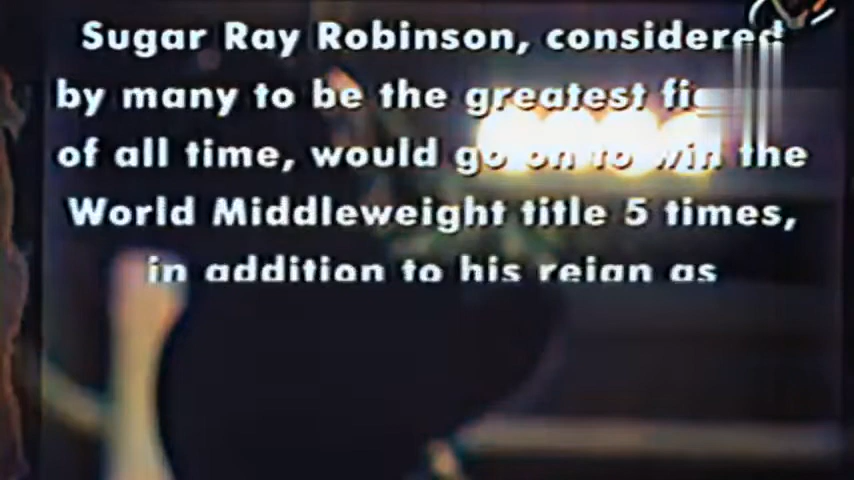 Sugar Ray Robinson, considered
by many to be the greatest
of all time, would go on to win the
World Middleweight title 5 times,
in addition to his reign as